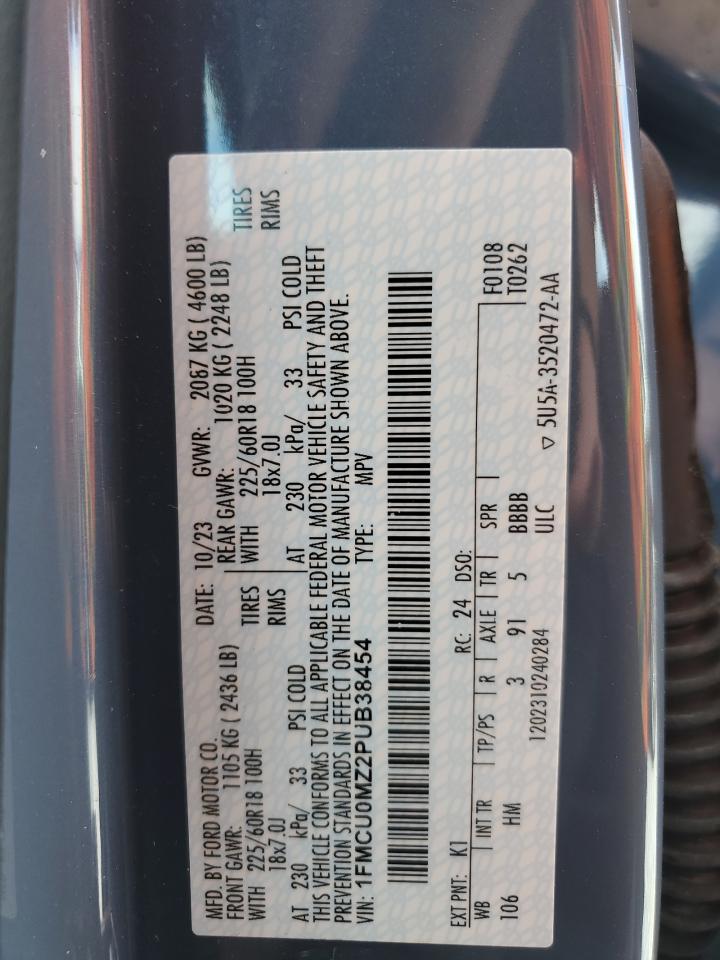 MFD. BY FORD MOTOR CO. DATE: 10/23 GVWR: 2067 KG ( 4600 LB)
FRONT GAWR: 1105 KG ( 2436 LB) REAR GAWR: 1020 KG ( 2248 LB)
WITH 225/60R18 100H TIRES WITH 225/60R18 100H TIRES
18x7.0J RIMS 18x7.0J RIMS
AT 230 kPa/ 33 PSI COLD AT 230 kPa/ 33 PSI COLD
THIS VEHICLE CONFORMS TO ALL APPLICABLE FEDERAL MOTOR VEHICLE SAFETY AND THEFT
PREVENTION STANDARDS IN EFFECT ON THE DATE OF MANUFACTURE SHOWN ABOVE.
VIN: 1FMCU0MZ2PUB38454 TYPE: MPV
EXT PNT: K1 RC: 24 DSO:
WB INT TR TP/PS R AXLE TR SPR F0108
106 HM 3 91 5 BBBB T0262
1202310240284 ULC ▽ 5U5A-3520472-AA